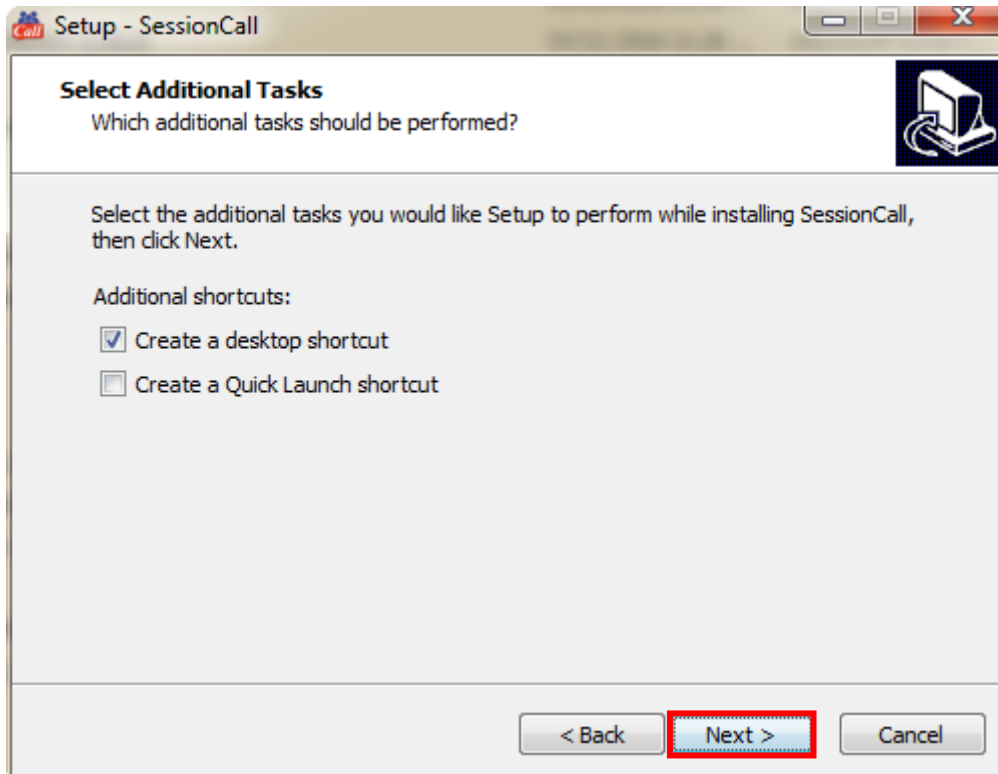 Call
Setup - SessionCall
Select Additional Tasks
Which additional tasks should be performed?
Select the additional tasks you would like Setup to perform while installing SessionCall,
then click Next.
Additional shortcuts:
Create a desktop shortcut
Create a Quick Launch shortcut
< Back Next > Cancel